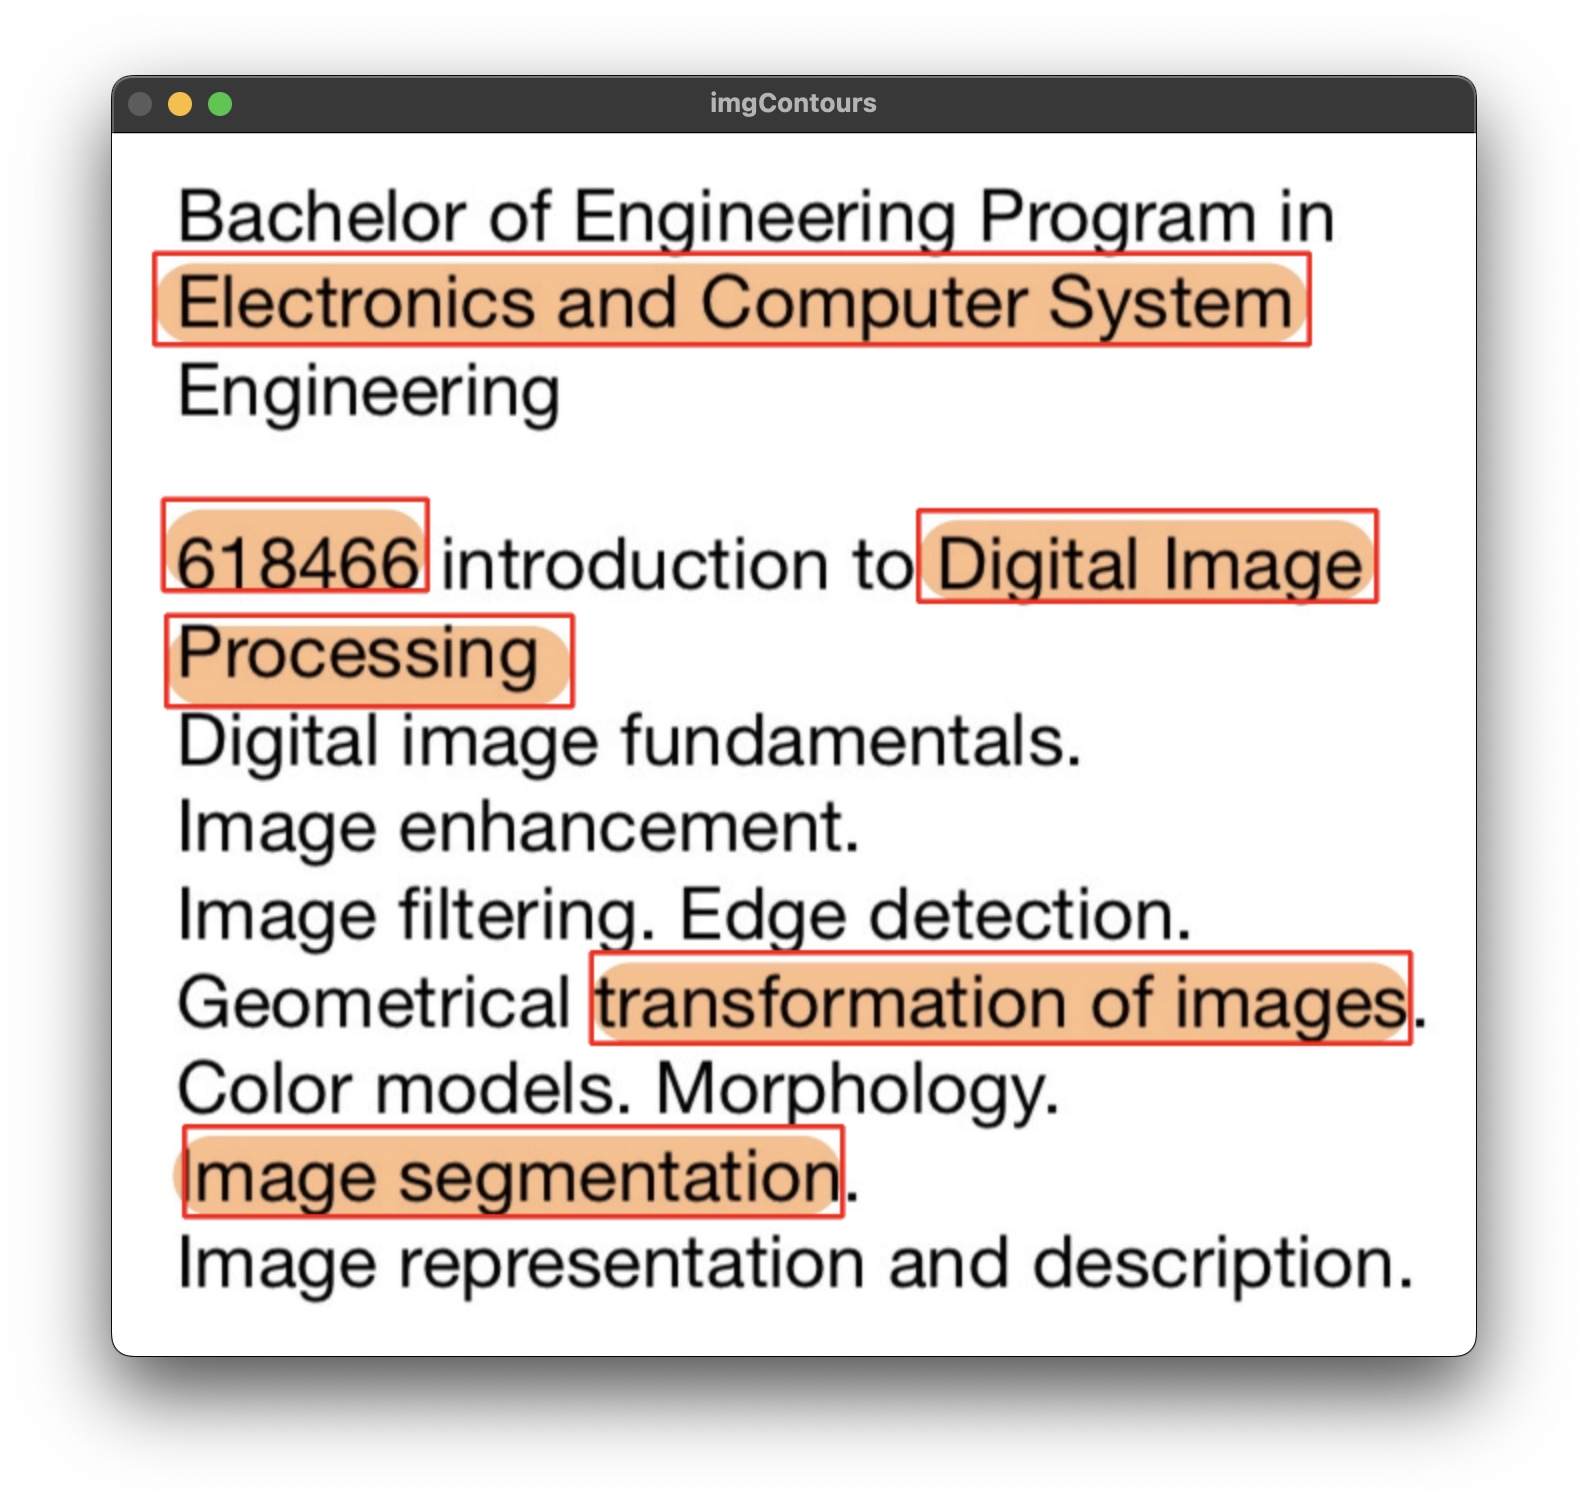 imgContours
Bachelor of Engineering Program in
Electronics and Computer System
Engineering
618466 introduction to Digital Image
Processing
Digital image fundamentals.
Image enhancement.
Image filtering. Edge detection.
Geometrical transformation of images.
Color models. Morphology.
Image segmentation.
Image representation and description.